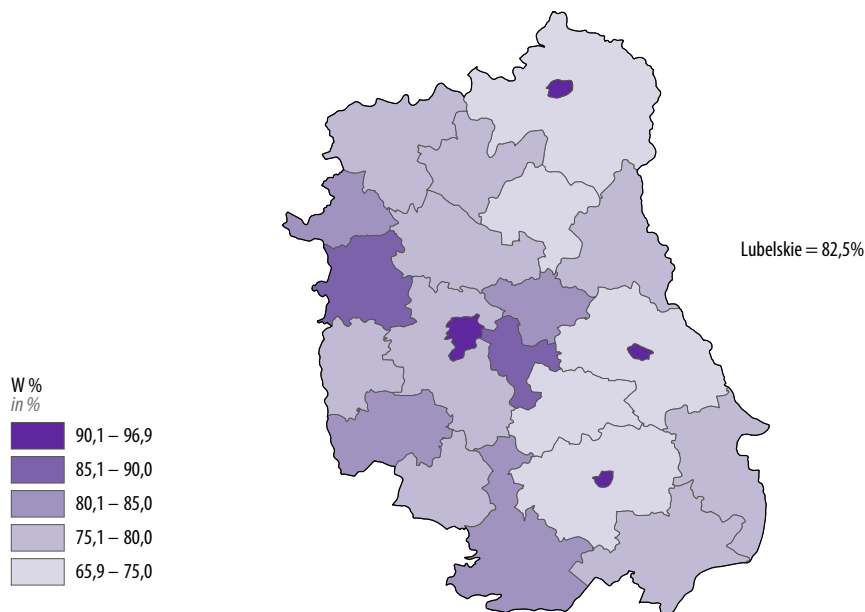 Lubelskie = 82,5%
W %
in %
90,1 – 96,9
85,1 – 90,0
80,1 – 85,0
75,1 – 80,0
65,9 – 75,0